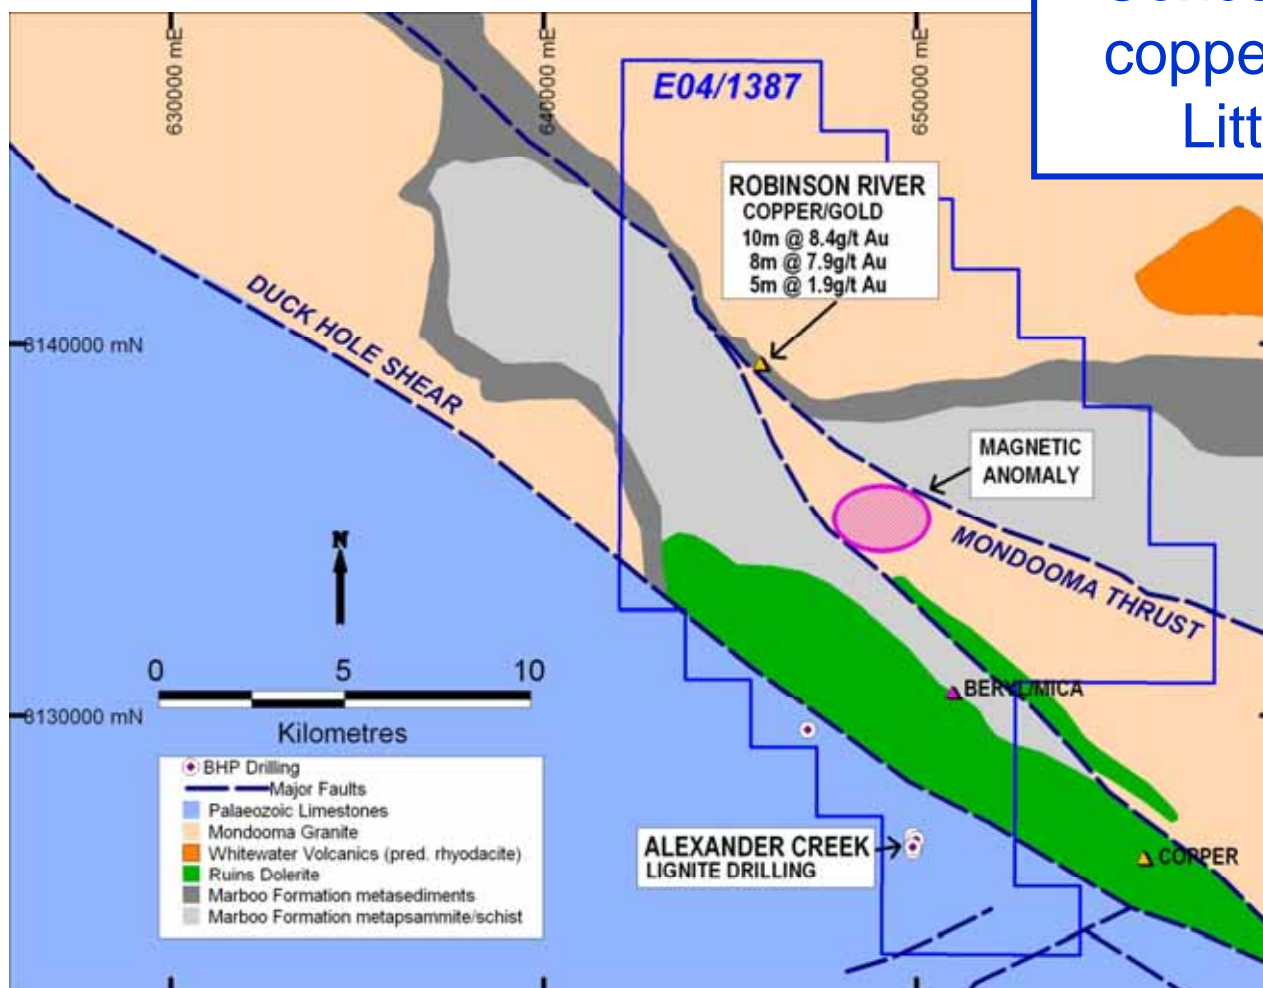 coppe
Litt
630000 mE
640000 mE
650000 mE
E04/1387
ROBINSON RIVER
COPPER/GOLD
10m @ 8.4g/t Au
8m @ 7.9g/t Au
5m @ 1.9g/t Au
DUCK HOLE SHEAR
8140000 mN
MAGNETIC
ANOMALY
MONDOOMA THRUST
N
0 5 10
Kilometres
BERYL/MICA
8130000 mN
BHP Drilling
Major Faults
Palaeozoic Limestones
Mondooma Granite
Whitewater Volcanics (pred. rhyodacite)
Ruins Dolerite
Marboo Formation metasediments
Marboo Formation metapsammite/schist
ALEXANDER CREEK
LIGNITE DRILLING
COPPER